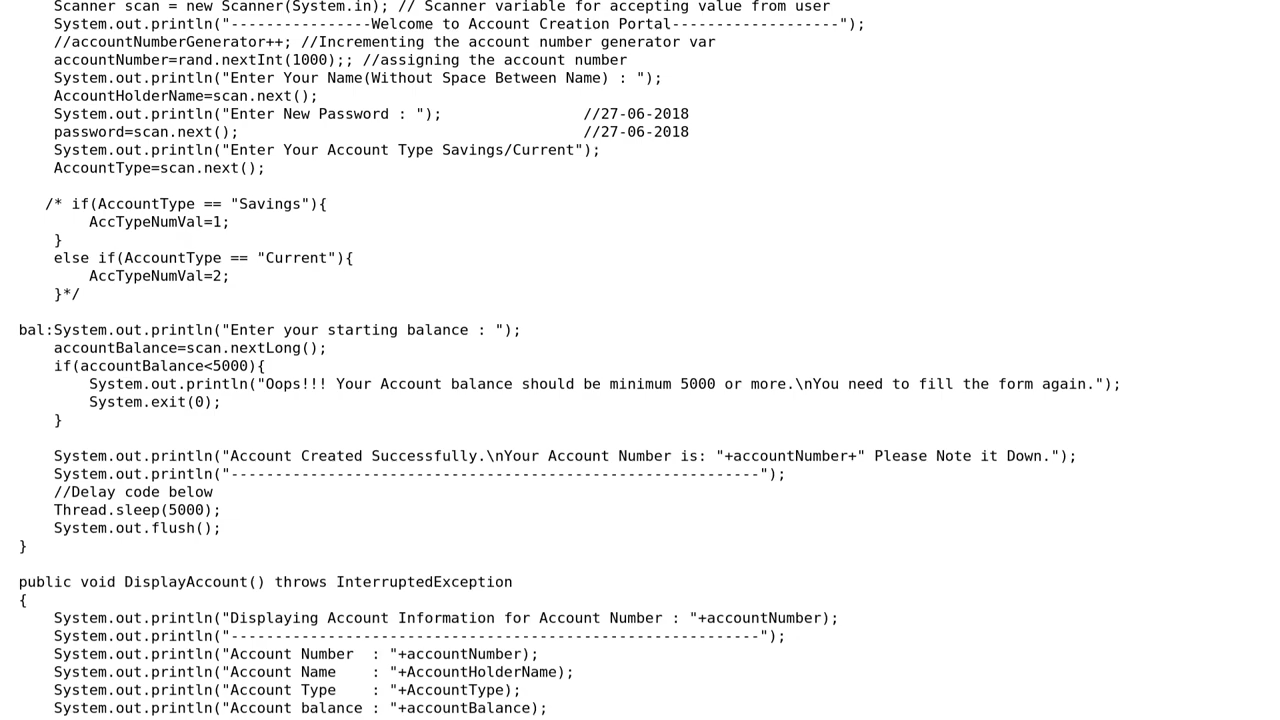 Scanner scan = new Scanner(System.in); // Scanner variable for accepting value from user
System.out.println("----------------Welcome to Account Creation Portal-------------------");
//accountNumberGenerator++; //Incrementing the account number generator var
accountNumber=rand.nextInt(1000);; //assigning the account number
System.out.println("Enter Your Name(Without Space Between Name) : ");
AccountHolderName=scan.next();
System.out.println("Enter New Password : ");                //27-06-2018
password=scan.next();                                       //27-06-2018
System.out.println("Enter Your Account Type Savings/Current");
AccountType=scan.next();
/* if(AccountType == "Savings"){
AccTypeNumVal=1;
}
else if(AccountType == "Current"){
AccTypeNumVal=2;
}*/
bal:System.out.println("Enter your starting balance : ");
accountBalance=scan.nextLong();
if(accountBalance<5000){
System.out.println("Oops!!! Your Account balance should be minimum 5000 or more.\nYou need to fill the form again.");
System.exit(0);
}
System.out.println("Account Created Successfully.\nYour Account Number is: "+accountNumber+" Please Note it Down.");
System.out.println("------------------------------------------------------------");
//Delay code below
Thread.sleep(5000);
System.out.flush();
}
public void DisplayAccount() throws InterruptedException
{
System.out.println("Displaying Account Information for Account Number : "+accountNumber);
System.out.println("------------------------------------------------------------");
System.out.println("Account Number  : "+accountNumber);
System.out.println("Account Name    : "+AccountHolderName);
System.out.println("Account Type    : "+AccountType);
System.out.println("Account balance : "+accountBalance);